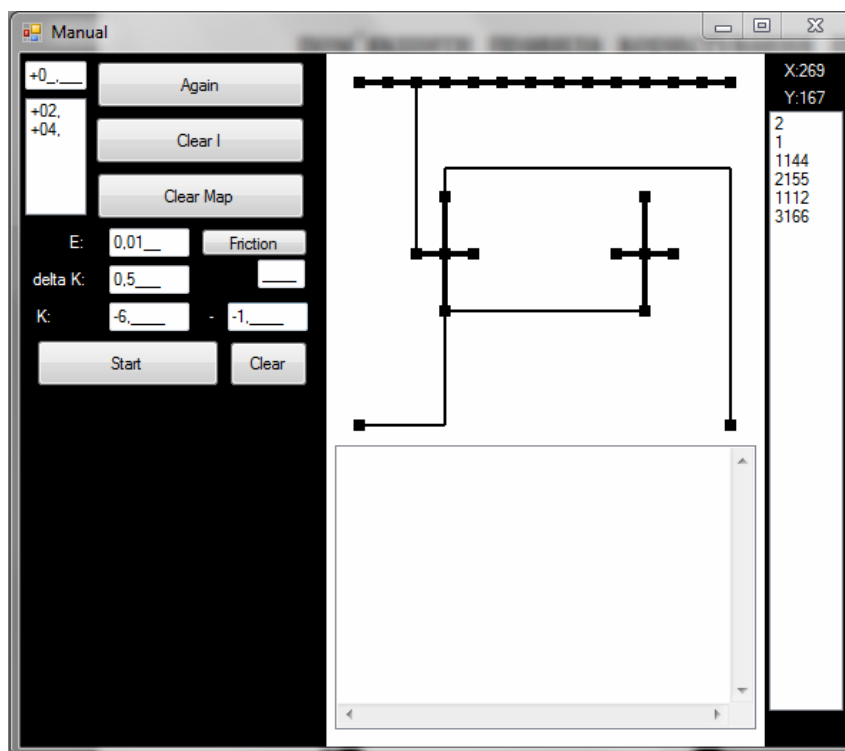 Manual
+0_,___
Again
+02,
+04,
Clear I
Clear Map
E:
0,01__
Friction
delta K:
0,5___
____
K:
-6,____
-
-1,____
Start
Clear
X:269
Y:167
2
1
1144
2155
1112
3166